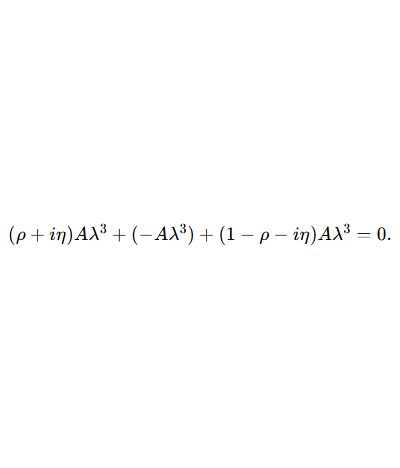 (ρ + iη)Aλ³ + (−Aλ³) + (1 − ρ − iη)Aλ³ = 0.